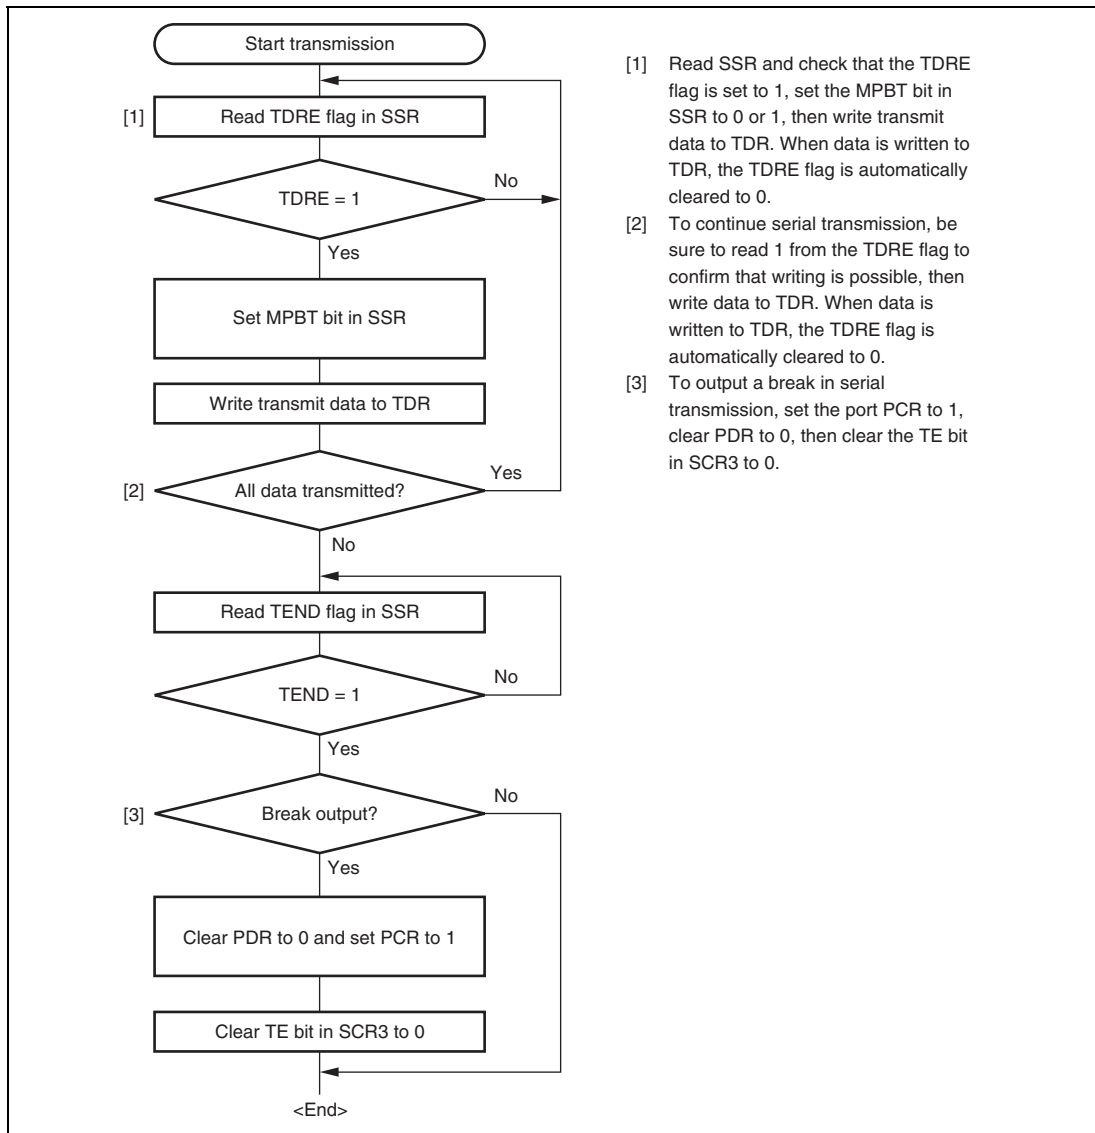 Start transmission
[1] Read TDRE flag in SSR
TDRE = 1
No
Yes
Set MPBT bit in SSR
Write transmit data to TDR
[2] All data transmitted?
Yes
No
Read TEND flag in SSR
TEND = 1
No
Yes
[3] Break output?
No
Yes
Clear PDR to 0 and set PCR to 1
Clear TE bit in SCR3 to 0
<End>
[1] Read SSR and check that the TDRE
flag is set to 1, set the MPBT bit in
SSR to 0 or 1, then write transmit
data to TDR. When data is written to
TDR, the TDRE flag is automatically
cleared to 0.
[2] To continue serial transmission, be
sure to read 1 from the TDRE flag to
confirm that writing is possible, then
write data to TDR. When data is
written to TDR, the TDRE flag is
automatically cleared to 0.
[3] To output a break in serial
transmission, set the port PCR to 1,
clear PDR to 0, then clear the TE bit
in SCR3 to 0.